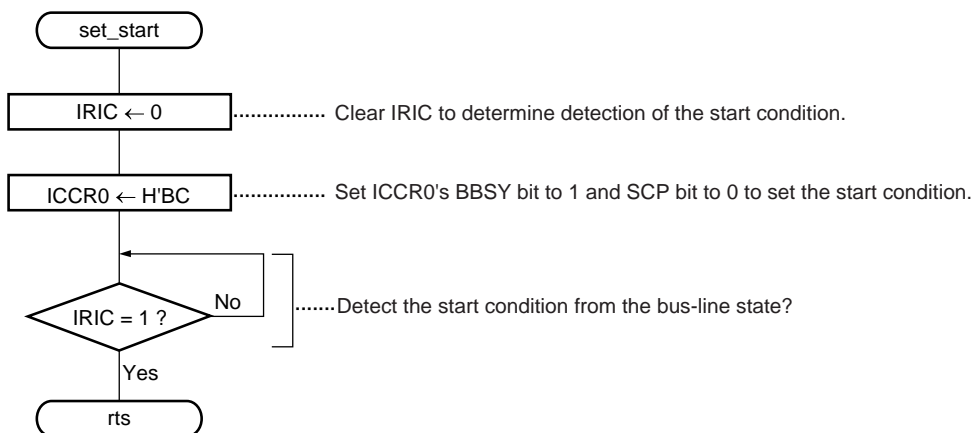 set_start
IRIC ← 0 ................ Clear IRIC to determine detection of the start condition.
ICCR0 ← H'BC ................ Set ICCR0's BBSY bit to 1 and SCP bit to 0 to set the start condition.
No
IRIC = 1 ? .......Detect the start condition from the bus-line state?
Yes
rts